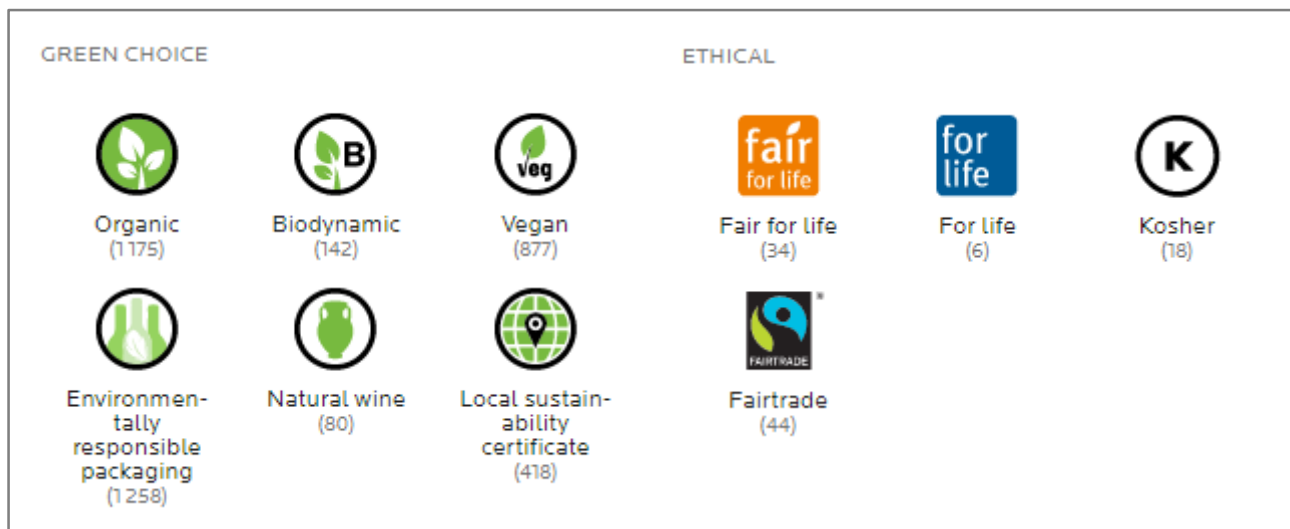 GREEN CHOICE
ETHICAL
B
veg
fair
for life
for
life
K
Organic
(1 175)
Biodynamic
(142)
Vegan
(877)
Fair for life
(34)
For life
(6)
Kosher
(18)
FAIRTRADE
®
Environmen-
tally
responsible
packaging
(1 258)
Natural wine
(80)
Local sustain-
ability
certificate
(418)
Fairtrade
(44)